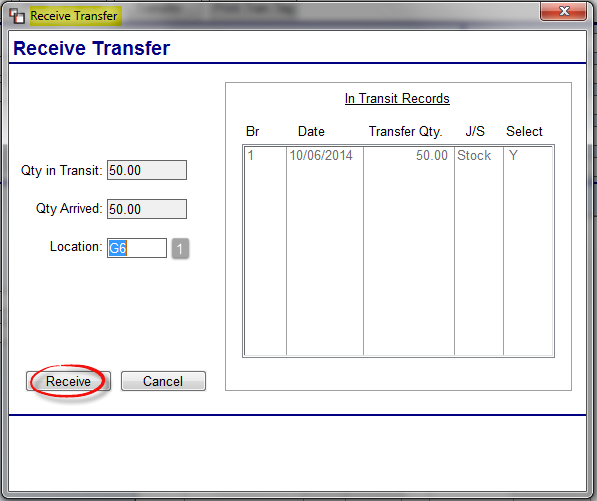 Receive Transfer
Receive Transfer
In Transit Records
Br Date Transfer Qty. J/S Select
1 10/06/2014 50.00 Stock Y
Qty in Transit: 50.00
Qty Arrived: 50.00
Location: G6 1
Receive Cancel